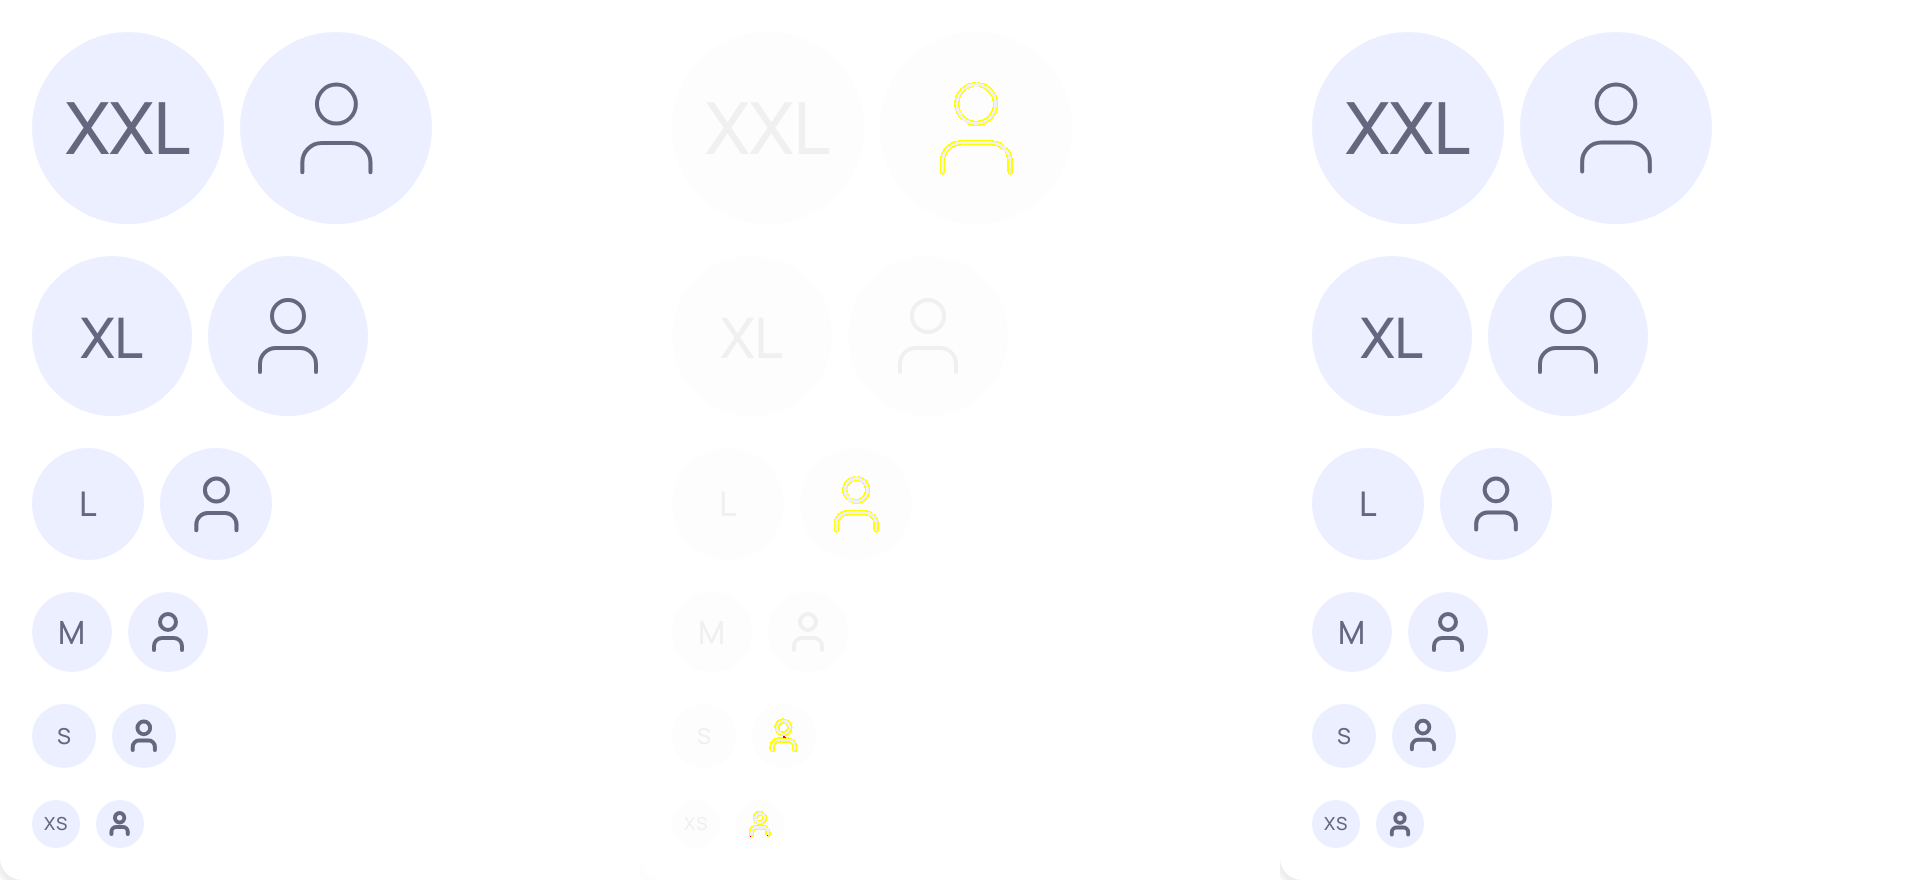 XXL XXL XXL
XL XL XL
L L L
M M M
S S S
XS XS XS